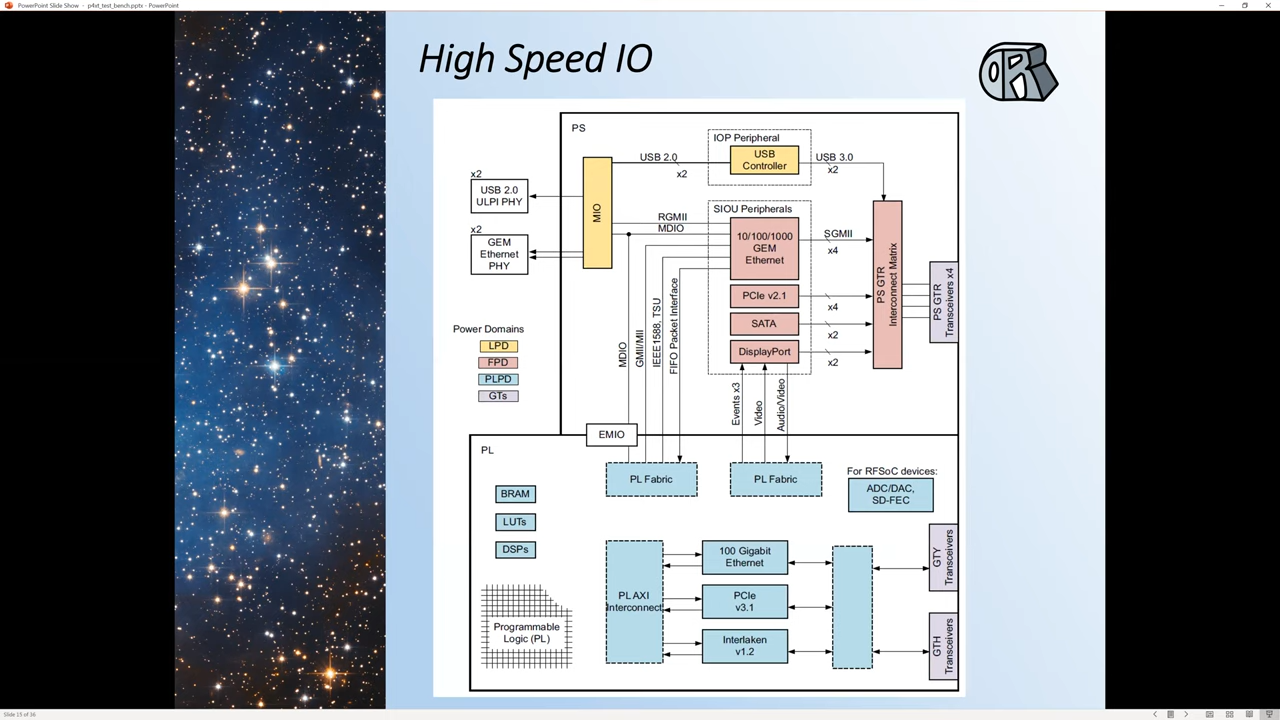 PowerPoint Slide Show - p4st_test_bench.pptx - PowerPoint
High Speed IO
ORI
PS
IOP Peripheral
USB
Controller
USB 2.0
x2
USB 3.0
x2
x2
USB 2.0
ULPI PHY
MIO
SIOU Peripherals
RGMII
MDIO
10/100/1000
GEM
Ethernet
SGMII
x4
x2
GEM
Ethernet
PHY
PS GTR
Interconnect Matrix
PS GTR
Transceivers x4
PCIe v2.1
x4
SATA
x2
DisplayPort
x2
MDIO
GMII/MII
IEEE1588, TSU
FIFO Packet Interface
Power Domains
LPD
FPD
PLPD
GTs
Events x3
Video
Audio/Video
EMIO
PL
PL Fabric
PL Fabric
For RFSoC devices:
ADC/DAC,
SD-FEC
BRAM
LUTs
DSPs
PL AXI
Interconnect
100 Gigabit
Ethernet
PCIe
v3.1
Interlaken
v1.2
GTY
Transceivers
GTH
Transceivers
Programmable
Logic (PL)
Slide 15 of 36